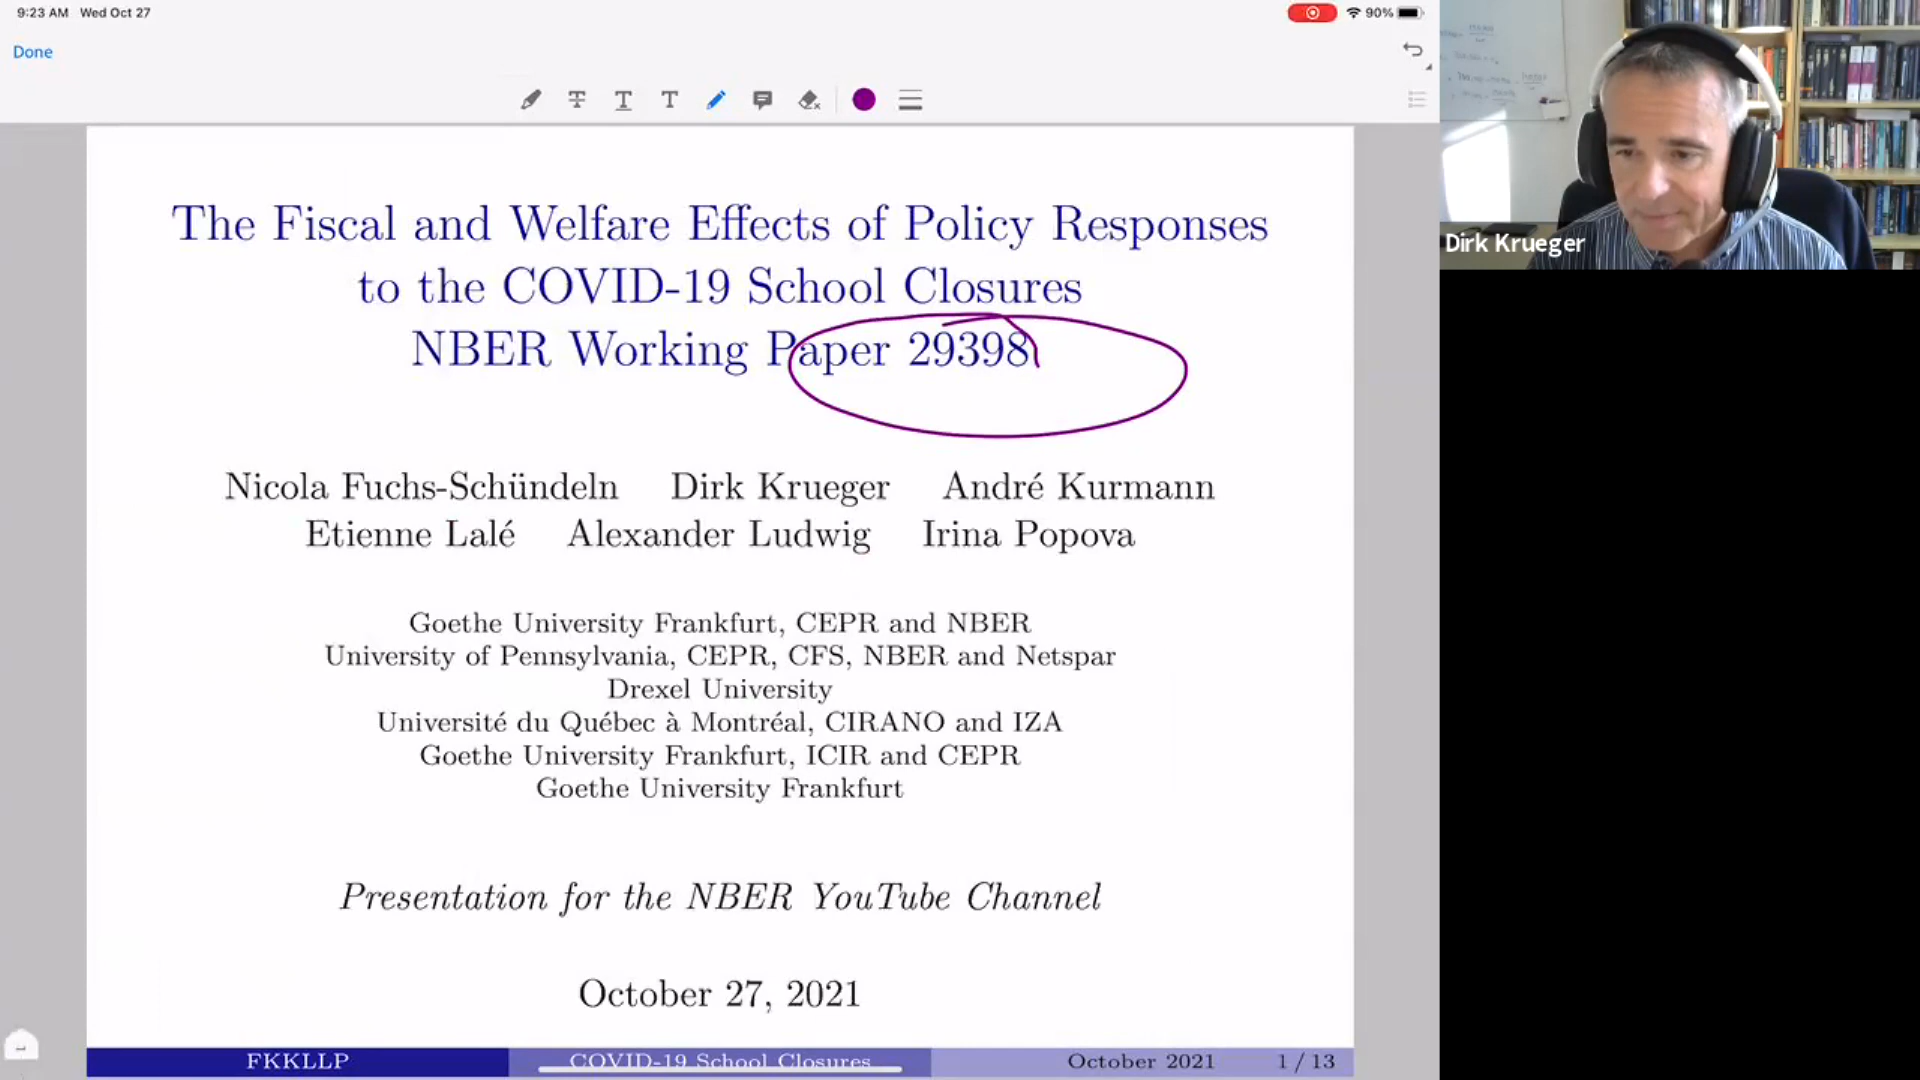 9:23 AM Wed Oct 27
90%
Done
The Fiscal and Welfare Effects of Policy Responses
to the COVID-19 School Closures
NBER Working Paper 29398
Nicola Fuchs-Schündeln Dirk Krueger André Kurmann
Etienne Lalé Alexander Ludwig Irina Popova
Goethe University Frankfurt, CEPR and NBER
University of Pennsylvania, CEPR, CFS, NBER and Netspar
Drexel University
Université du Québec à Montréal, CIRANO and IZA
Goethe University Frankfurt, ICIR and CEPR
Goethe University Frankfurt
Presentation for the NBER YouTube Channel
October 27, 2021
FKKLLP COVID-19 School Closures October 2021 1 / 13
Dirk Krueger